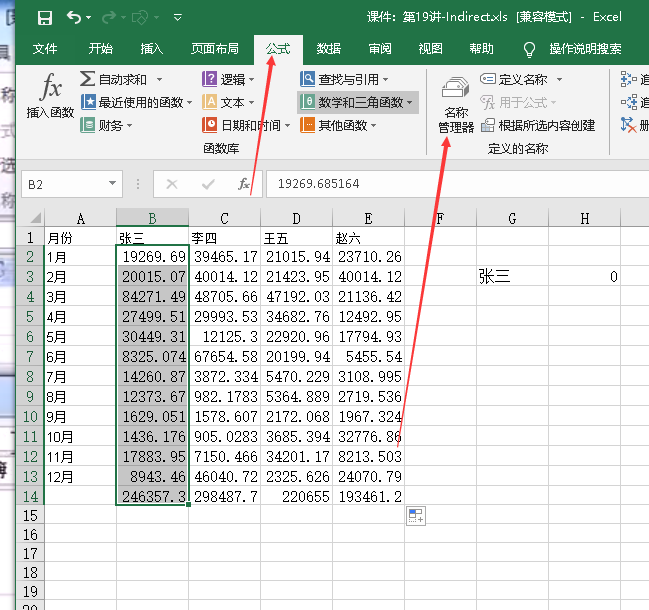 课件：第19讲-Indirect.xls [兼容模式] - Excel
文件 开始 插入 页面布局 公式 数据 审阅 视图 帮助 操作说明搜索
fx 插入函数
Σ 自动求和
最近使用的函数
财务
逻辑
文本
日期和时间
查找与引用
数学和三角函数
其他函数
函数库
名称
管理器
定义名称
用于公式
根据所选内容创建
定义的名称
B2 fx 19269.685164
A B C D E F G H
1 月份 张三 李四 王五 赵六
2 1月 19269.69 39465.17 21015.94 23710.26
3 2月 20015.07 40014.12 21423.95 40014.12 张三 0
4 3月 84271.49 48705.66 47192.03 21136.42
5 4月 27499.51 29993.53 34682.76 12492.95
6 5月 30449.31 12125.3 22920.96 17794.93
7 6月 8325.074 67654.58 20199.94 5455.54
8 7月 14260.87 3872.334 5470.229 3108.995
9 8月 12373.67 982.1783 5364.889 2719.536
10 9月 1629.051 1578.607 2172.068 1967.324
11 10月 1436.176 905.0283 3685.394 32776.86
12 11月 17883.95 7150.466 34201.17 8213.503
13 12月 8943.46 46040.72 2325.626 24070.79
14 246357.3 298487.7 220655 193461.2
15
16
17
18
19